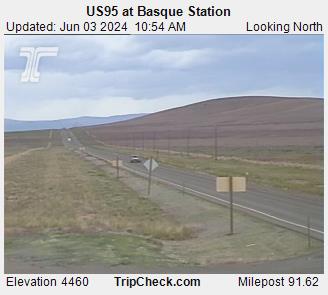 US95 at Basque Station
Updated: Jun 03 2024 10:54 AM Looking North
Elevation 4460 TripCheck.com Milepost 91.62